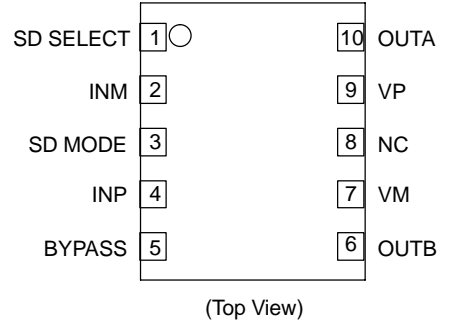 SD SELECT 1 10 OUTA
INM 2 9 VP
SD MODE 3 8 NC
INP 4 7 VM
BYPASS 5 6 OUTB
(Top View)